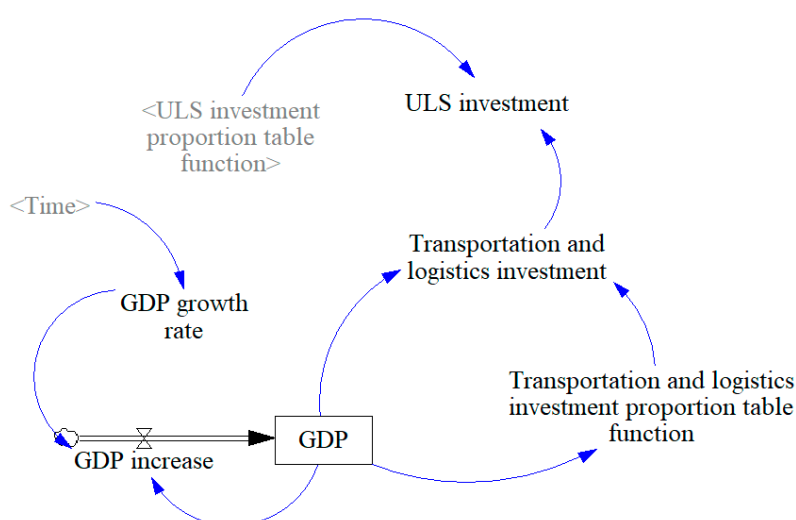 <ULS investment
proportion table
function>
ULS investment
<Time>
Transportation and
logistics investment
GDP growth
rate
Transportation and logistics
investment proportion table
function
GDP
GDP increase